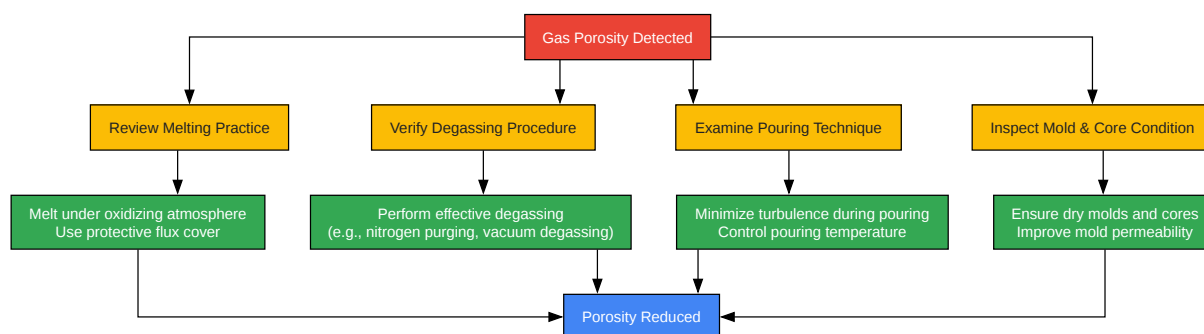 Gas Porosity Detected
Review Melting Practice
Verify Degassing Procedure
Examine Pouring Technique
Inspect Mold & Core Condition
Melt under oxidizing atmosphere
Use protective flux cover
Perform effective degassing
(e.g., nitrogen purging, vacuum degassing)
Minimize turbulence during pouring
Control pouring temperature
Ensure dry molds and cores
Improve mold permeability
Porosity Reduced